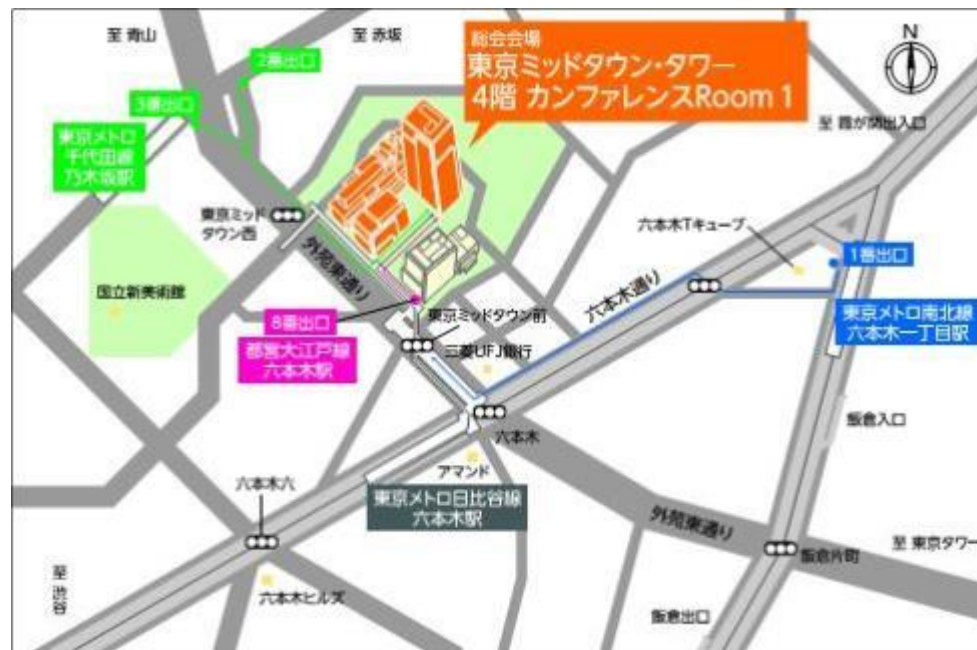 至 青山
至 赤坂
総会会場
東京ミッドタウン・タワー
4階 カンファレンスRoom 1
N
2番出口
3番出口
至 霞が関出入口
東京メトロ
千代田線
乃木坂駅
東京ミッド
タウン西
六本木Tキューブ
1番出口
外苑東通り
六本木通り
国立新美術館
東京メトロ南北線
六本木一丁目駅
8番出口
東京ミッドタウン前
都営大江戸線
六本木駅
三菱UFJ銀行
飯倉入口
六本木
アマンド
六本木六
東京メトロ日比谷線
六本木駅
外苑東通り
至 東京タワー
飯倉片町
至 渋谷
六本木ヒルズ
飯倉出口